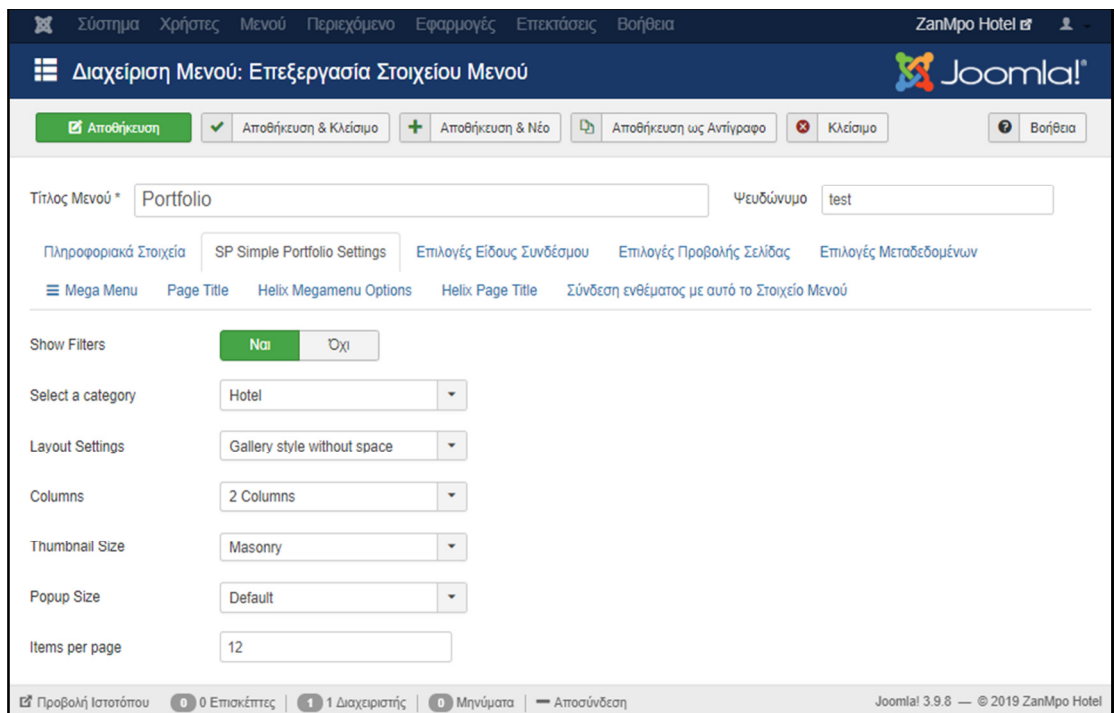 Σύστημα Χρήστες Μενού Περιεχόμενο Εφαρμογές Επεκτάσεις Βοήθεια ZanMpo Hotel
Διαχείριση Μενού: Επεξεργασία Στοιχείου Μενού Joomla!®
Αποθήκευση Αποθήκευση & Κλείσιμο Αποθήκευση & Νέο Αποθήκευση ως Αντίγραφο Κλείσιμο Βοήθεια
Τίτλος Μενού * Portfolio Ψευδώνυμο test
Πληροφοριακά Στοιχεία SP Simple Portfolio Settings Επιλογές Είδους Συνδέσμου Επιλογές Προβολής Σελίδας Επιλογές Μεταδεδομένων
Mega Menu Page Title Helix Megamenu Options Helix Page Title Σύνδεση ενθέματος με αυτό το Στοιχείο Μενού
Show Filters Ναι Όχι
Select a category Hotel
Layout Settings Gallery style without space
Columns 2 Columns
Thumbnail Size Masonry
Popup Size Default
Items per page 12
Προβολή Ιστοτόπου 0 0 Επισκέπτες 1 1 Διαχειριστής 0 Μηνύματα Αποσύνδεση Joomla! 3.9.8 — © 2019 ZanMpo Hotel